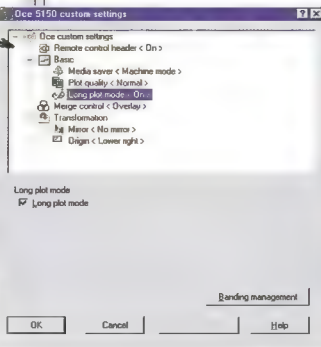 Oce 5150 custom settings
Oce custom settings
Remote control header < On >
Basic
Media saver < Machine mode >
Plot quality < Normal >
Long plot mode < On >
Merge control < Overlay >
Transformation
Mirror < No mirror >
Origin < Lower right >
Long plot mode
Long plot mode
Banding management
OK Cancel Help